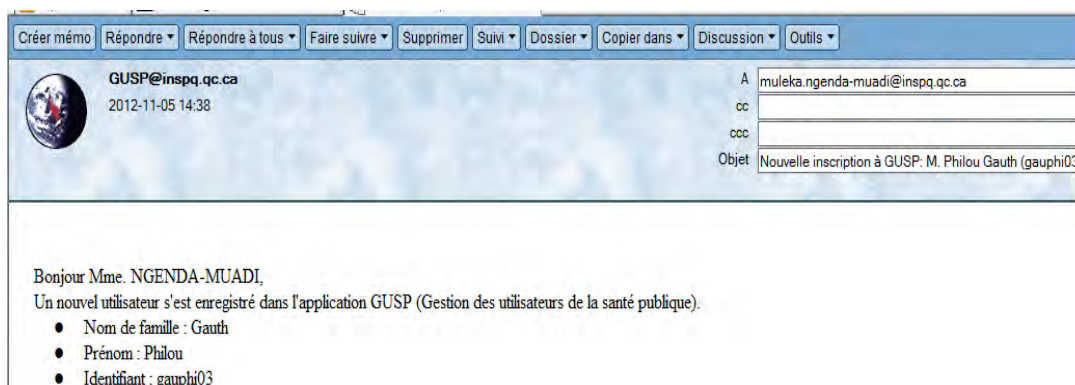 Créer mémo Répondre Répondre à tous Faire suivre Supprimer Suivi Dossier Copier dans Discussion Outils
GUSP@inspq.qc.ca
2012-11-05 14:38
A muleka.ngenda-muadi@inspq.qc.ca
cc
ccc
Objet Nouvelle inscription à GUSP: M. Philou Gauth (gauphi03
Bonjour Mme. NGENDA-MUADI,
Un nouvel utilisateur s'est enregistré dans l'application GUSP (Gestion des utilisateurs de la santé publique).
● Nom de famille : Gauth
● Prénom : Philou
● Identifiant : gauphi03